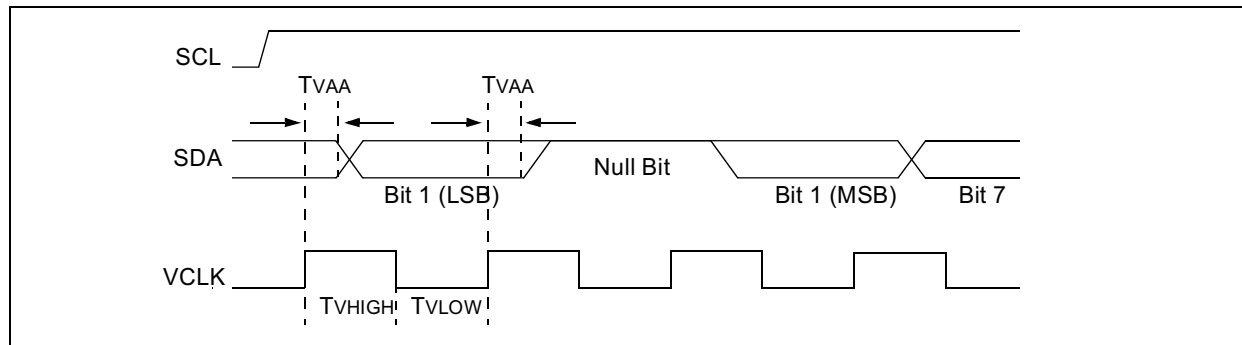 SCL
TVAA TVAA
SDA
Null Bit
Bit 1 (LSB) Bit 1 (MSB) Bit 7
VCLK
TVHIGH TVLOW